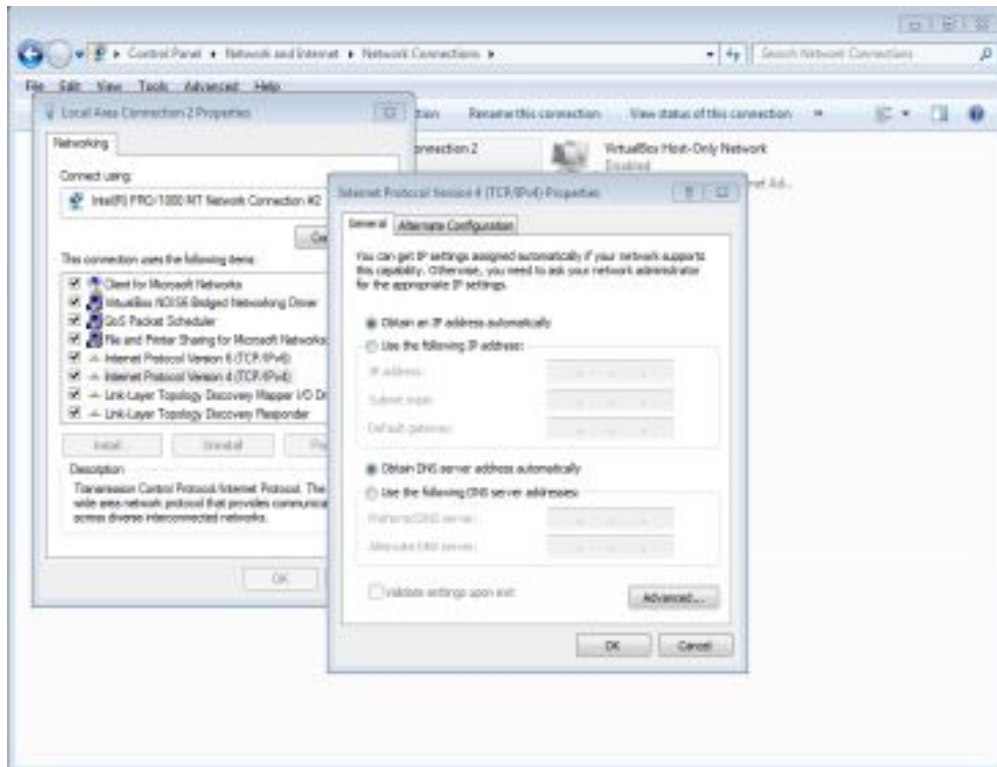 Control Panel ▸ Network and Internet ▸ Network Connections ▸
Search Network Connections
File Edit View Tools Advanced Help
Rename this connection View status of this connection »
Local Area Connection 2 Properties
Networking
Connect using:
Intel(R) PRO/1000 MT Network Connection #2
This connection uses the following items:
Client for Microsoft Networks
VirtualBox NDIS6 Bridged Networking Driver
QoS Packet Scheduler
File and Printer Sharing for Microsoft Networks
Internet Protocol Version 6 (TCP/IPv6)
Internet Protocol Version 4 (TCP/IPv4)
Link-Layer Topology Discovery Mapper I/O Dr
Link-Layer Topology Discovery Responder
Install... Uninstall
Description
Transmission Control Protocol/Internet Protocol. The
wide area network protocol that provides communica
across diverse interconnected networks.
OK
VirtualBox Host-Only Network
Disabled
Internet Protocol Version 4 (TCP/IPv4) Properties
General Alternate Configuration
You can get IP settings assigned automatically if your network supports
this capability. Otherwise, you need to ask your network administrator
for the appropriate IP settings.
Obtain an IP address automatically
Use the following IP address:
IP address:
Subnet mask:
Default gateway:
Obtain DNS server address automatically
Use the following DNS server addresses:
Preferred DNS server:
Alternate DNS server:
Validate settings upon exit
Advanced...
OK Cancel